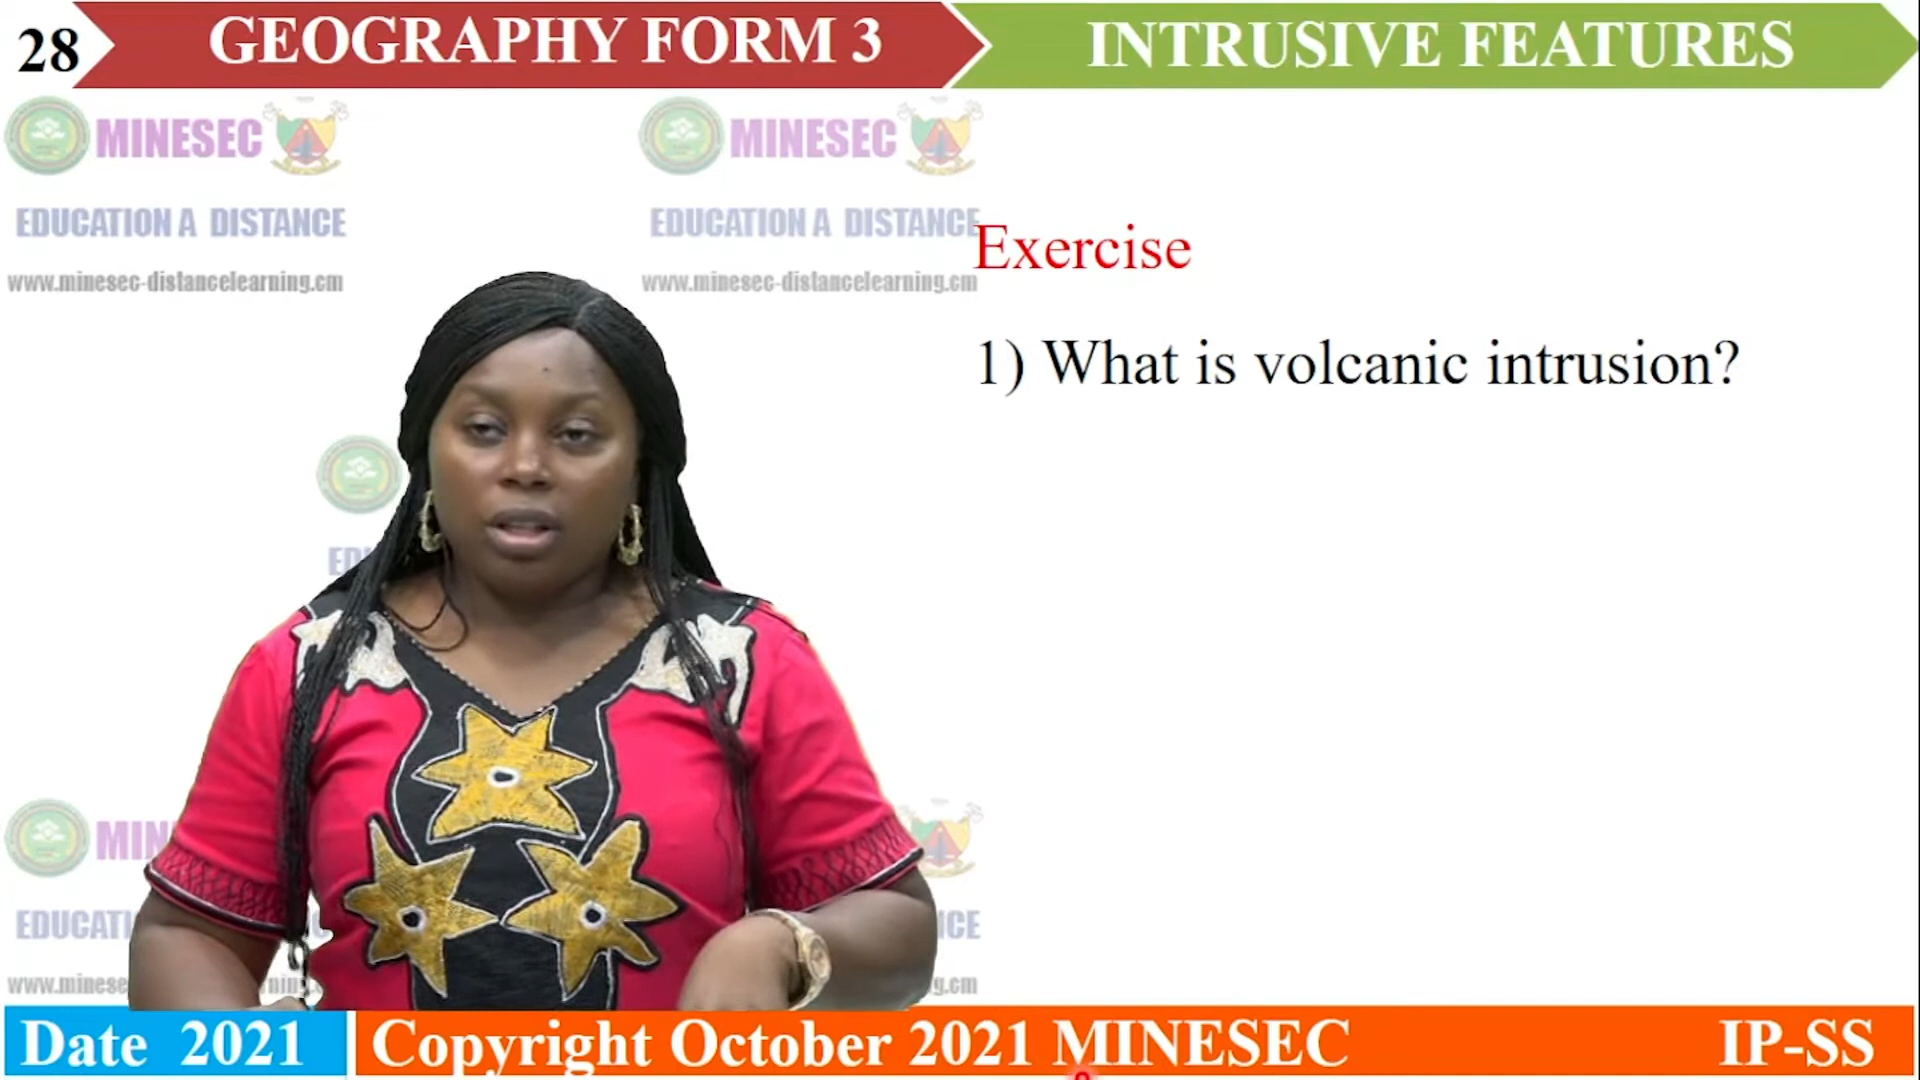 28
GEOGRAPHY FORM 3
INTRUSIVE FEATURES
MINESEC
MINESEC
EDUCATION A DISTANCE
EDUCATION A DISTANCE
www.minesec-distancelearning.cm
www.minesec-distancelearning.cm
Exercise
1) What is volcanic intrusion?
Date 2021
Copyright October 2021 MINESEC
IP-SS